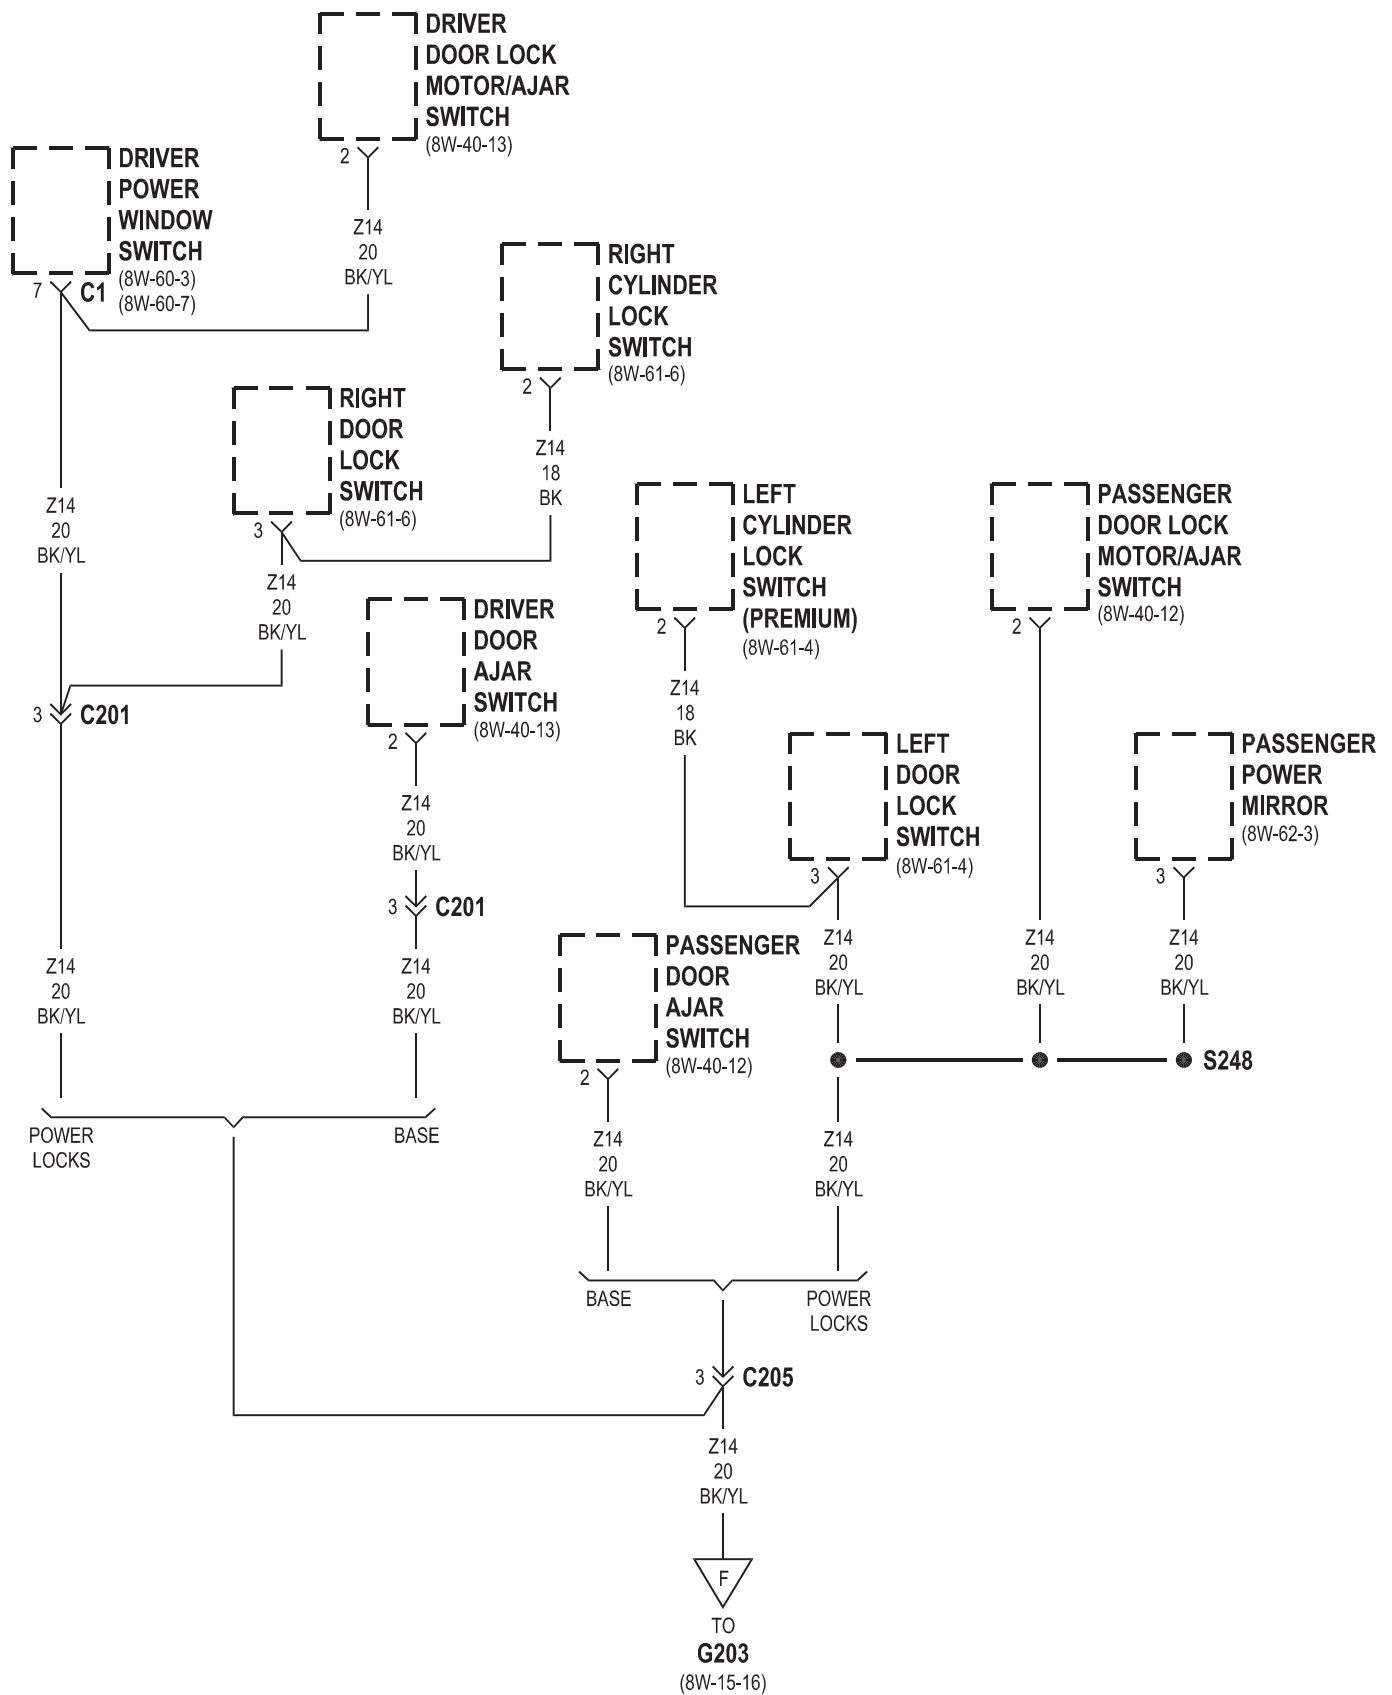 DRIVER
DOOR LOCK
MOTOR/AJAR
SWITCH
(8W-40-13)
2
DRIVER
POWER
WINDOW
SWITCH
(8W-60-3)
(8W-60-7)
7
C1
Z14
20
BK/YL
RIGHT
CYLINDER
LOCK
SWITCH
(8W-61-6)
2
RIGHT
DOOR
LOCK
SWITCH
(8W-61-6)
3
Z14
18
BK
Z14
20
BK/YL
LEFT
CYLINDER
LOCK
SWITCH
(PREMIUM)
(8W-61-4)
2
PASSENGER
DOOR LOCK
MOTOR/AJAR
SWITCH
(8W-40-12)
2
Z14
20
BK/YL
DRIVER
DOOR
AJAR
SWITCH
(8W-40-13)
2
3
C201
Z14
18
BK
LEFT
DOOR
LOCK
SWITCH
(8W-61-4)
3
PASSENGER
POWER
MIRROR
(8W-62-3)
3
Z14
20
BK/YL
3
C201
PASSENGER
DOOR
AJAR
SWITCH
(8W-40-12)
2
Z14
20
BK/YL
Z14
20
BK/YL
Z14
20
BK/YL
Z14
20
BK/YL
Z14
20
BK/YL
S248
POWER
LOCKS
BASE
Z14
20
BK/YL
Z14
20
BK/YL
BASE
POWER
LOCKS
3
C205
Z14
20
BK/YL
F
TO
G203
(8W-15-16)